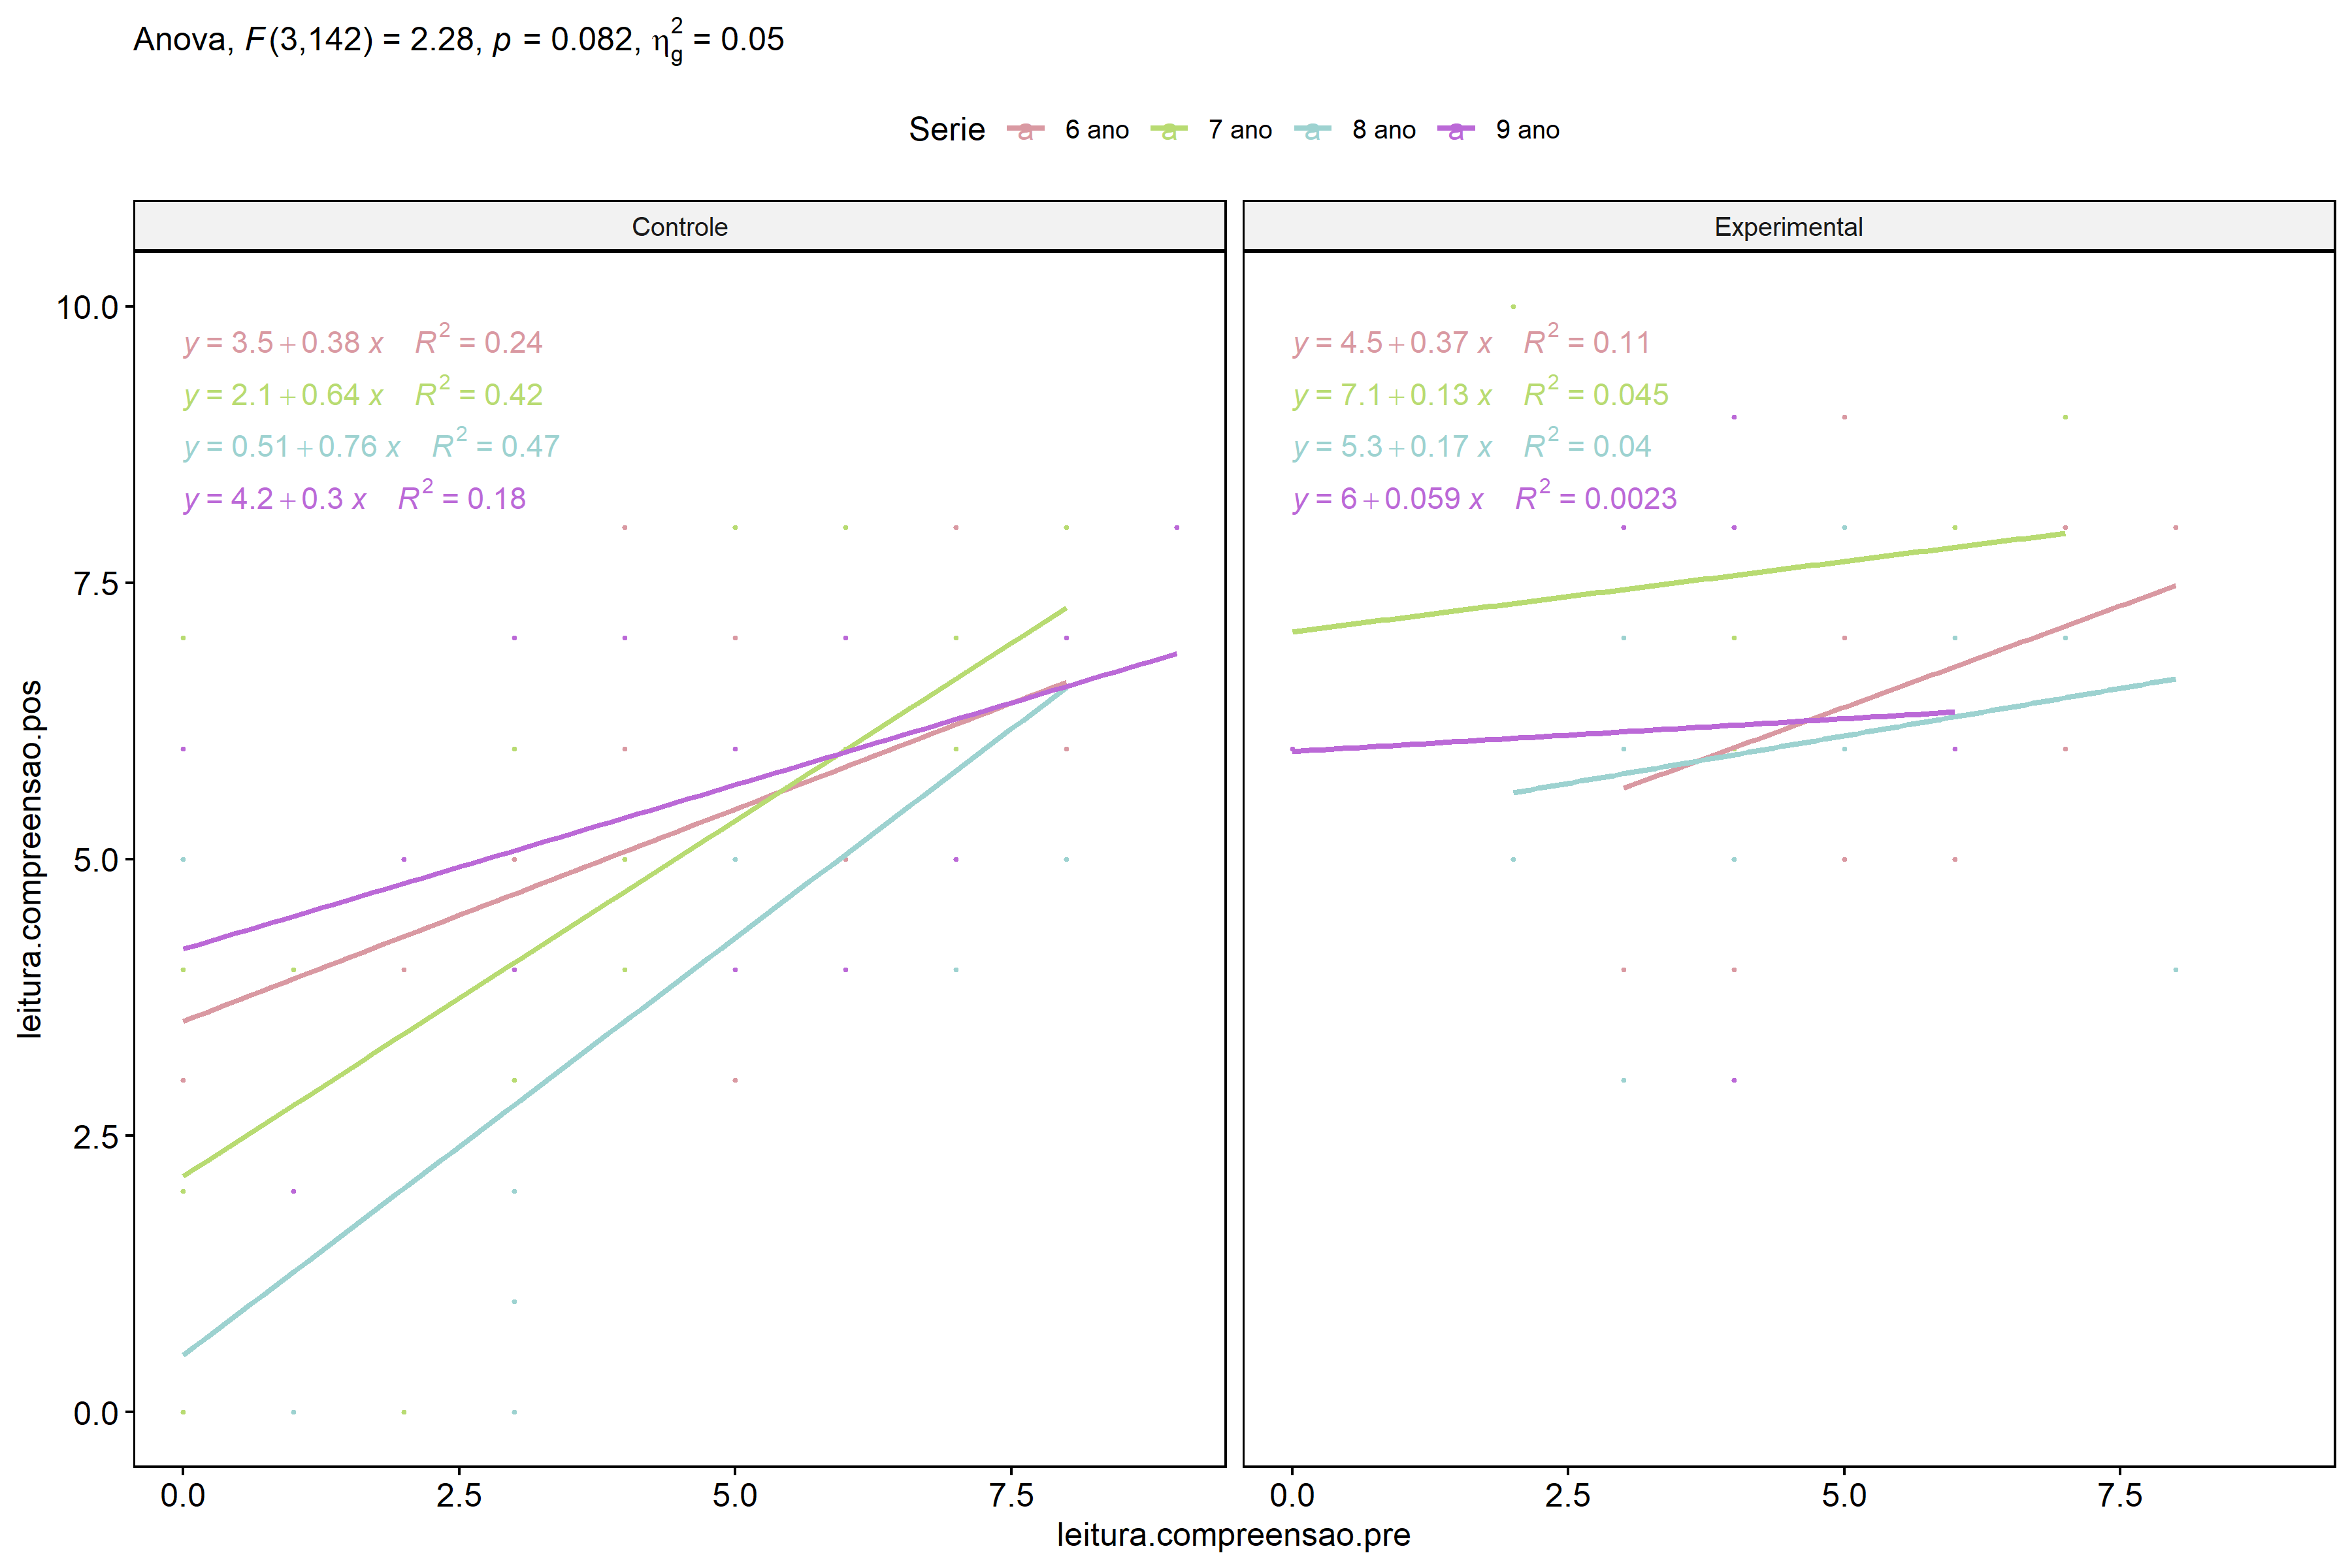 Anova, F(3,142) = 2.28, p = 0.082, η²g = 0.05
Serie a 6 ano a 7 ano a 8 ano a 9 ano
Controle
Experimental
10.0
7.5
5.0
2.5
0.0
leitura.compreensao.pos
y = 3.5 + 0.38 x R² = 0.24
y = 2.1 + 0.64 x R² = 0.42
y = 0.51 + 0.76 x R² = 0.47
y = 4.2 + 0.3 x R² = 0.18
y = 4.5 + 0.37 x R² = 0.11
y = 7.1 + 0.13 x R² = 0.045
y = 5.3 + 0.17 x R² = 0.04
y = 6 + 0.059 x R² = 0.0023
0.0 2.5 5.0 7.5
0.0 2.5 5.0 7.5
leitura.compreensao.pre